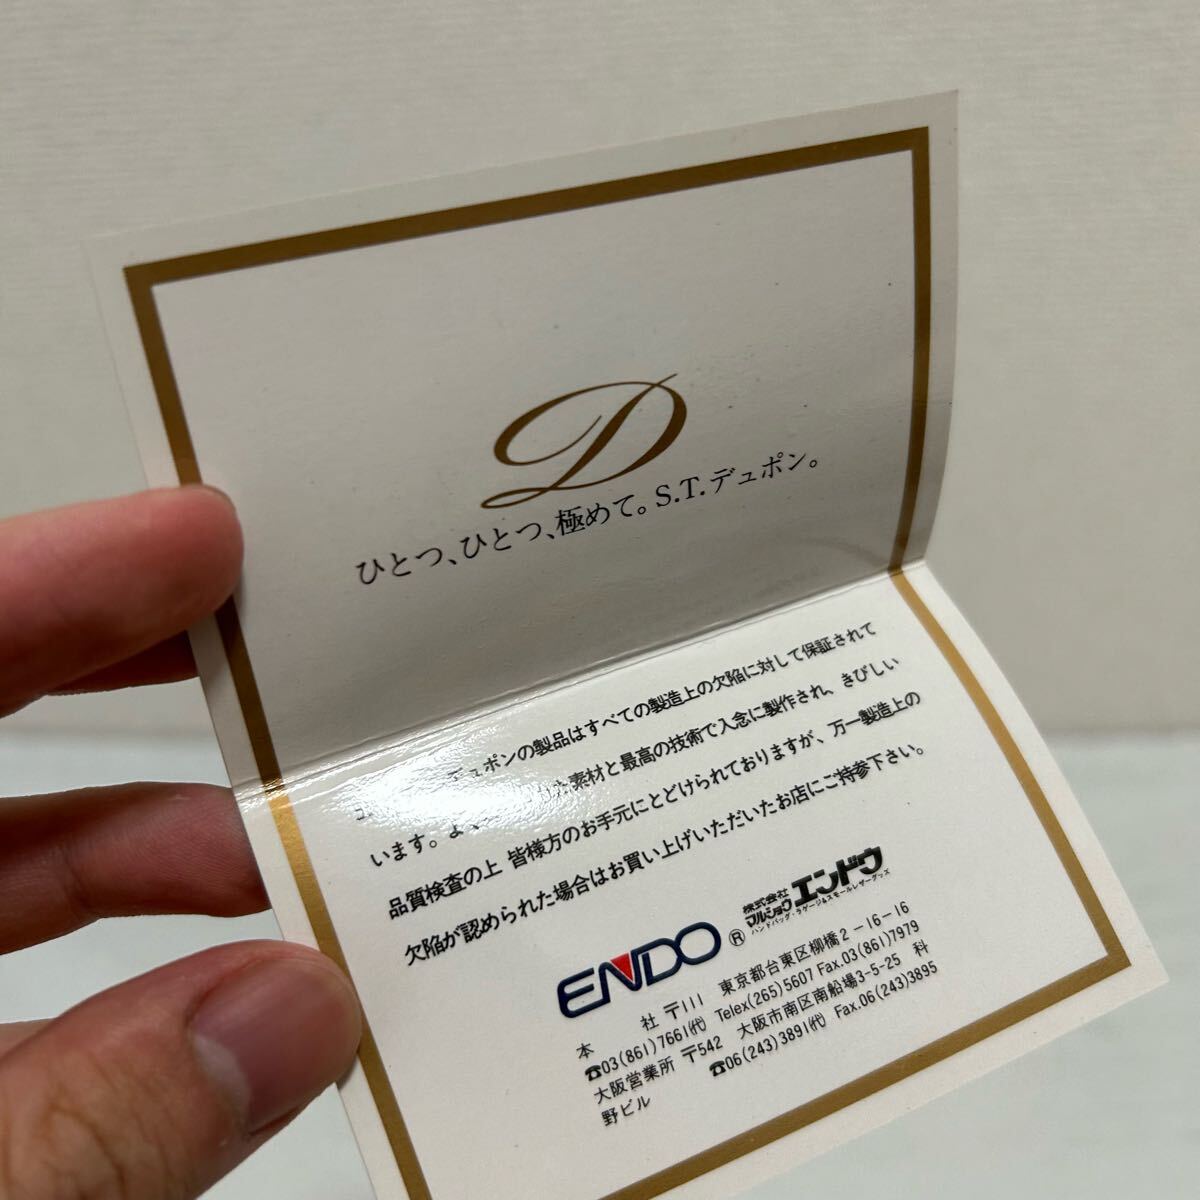 D
ひとつ、ひとつ、極めて。S.T.デュポン。
デュポンの製品はすべての製造上の欠陥に対して保証されて
います。よ 素材と最高の技術で入念に製作され、きびしい
品質検査の上 皆様方のお手元にとどけられておりますが、万一製造上の
欠陥が認められた場合はお買い上げいただいたお店にご持参下さい。
ENDO® 株式会社マルショウ エンドウ
ハンドバッグ・ラゲージ&スモールレザーグッズ
本 社 〒111 東京都台東区柳橋2-16-16
☎03(861)7661㈹ Telex(265)5607 Fax.03(861)7979
大阪営業所 〒542 大阪市南区南船場3-5-25 科
野ビル ☎06(243)3891㈹ Fax.06(243)3895